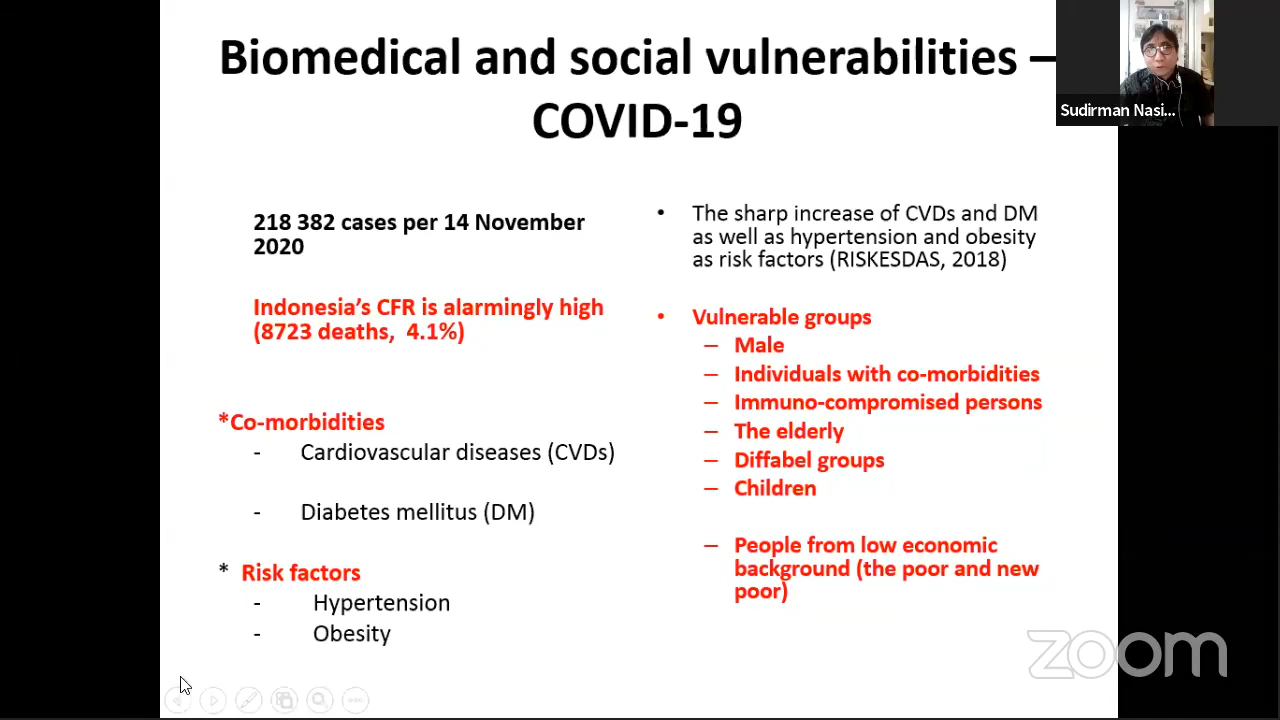 Biomedical and social vulnerabilities –
COVID-19
Sudirman Nasi...
218 382 cases per 14 November
2020
Indonesia’s CFR is alarmingly high
(8723 deaths,  4.1%)
*Co-morbidities
- Cardiovascular diseases (CVDs)
- Diabetes mellitus (DM)
* Risk factors
- Hypertension
- Obesity
• The sharp increase of CVDs and DM
as well as hypertension and obesity
as risk factors (RISKESDAS, 2018)
• Vulnerable groups
– Male
– Individuals with co-morbidities
– Immuno-compromised persons
– The elderly
– Diffabel groups
– Children
– People from low economic
background (the poor and new
poor)
zoom